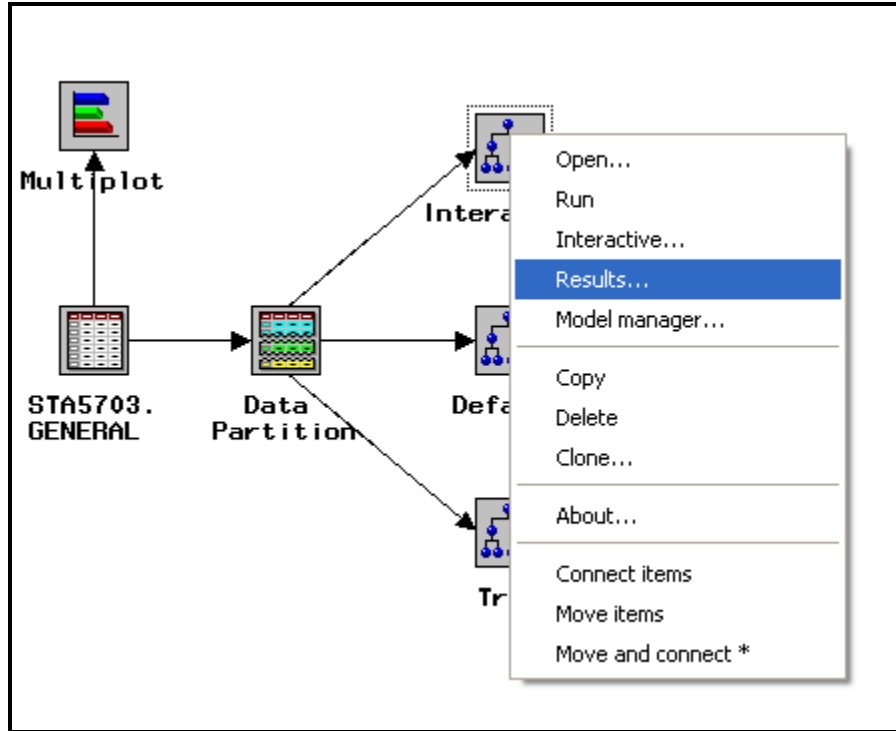 Multiplot
STA5703.
GENERAL
Data
Partition
Intera
Defa
Tr
Open...
Run
Interactive...
Results...
Model manager...
Copy
Delete
Clone...
About...
Connect items
Move items
Move and connect *